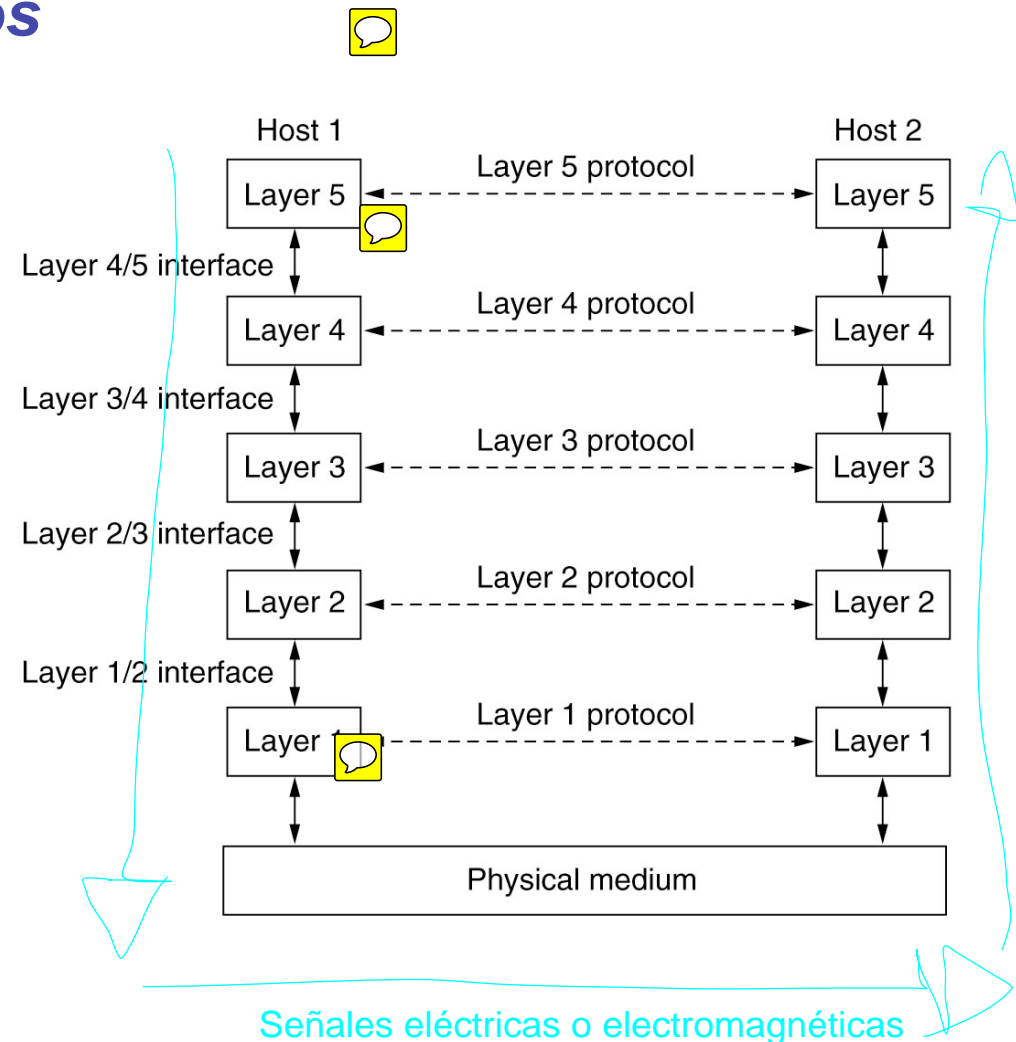 os
Host 1
Host 2
Layer 5 protocol
Layer 5
Layer 5
Layer 4/5 interface
Layer 4 protocol
Layer 4
Layer 4
Layer 3/4 interface
Layer 3 protocol
Layer 3
Layer 3
Layer 2/3 interface
Layer 2 protocol
Layer 2
Layer 2
Layer 1/2 interface
Layer 1 protocol
Layer 1
Layer 1
Physical medium
Señales eléctricas o electromagnéticas